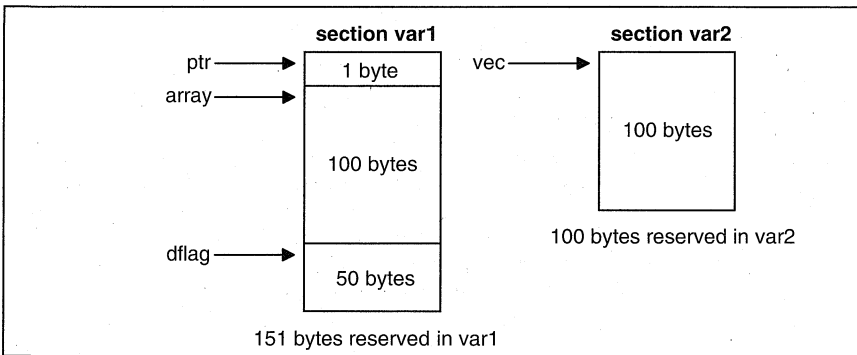 section var1
section var2
ptr
1 byte
vec
array
100 bytes
100 bytes
100 bytes reserved in var2
dflag
50 bytes
151 bytes reserved in var1